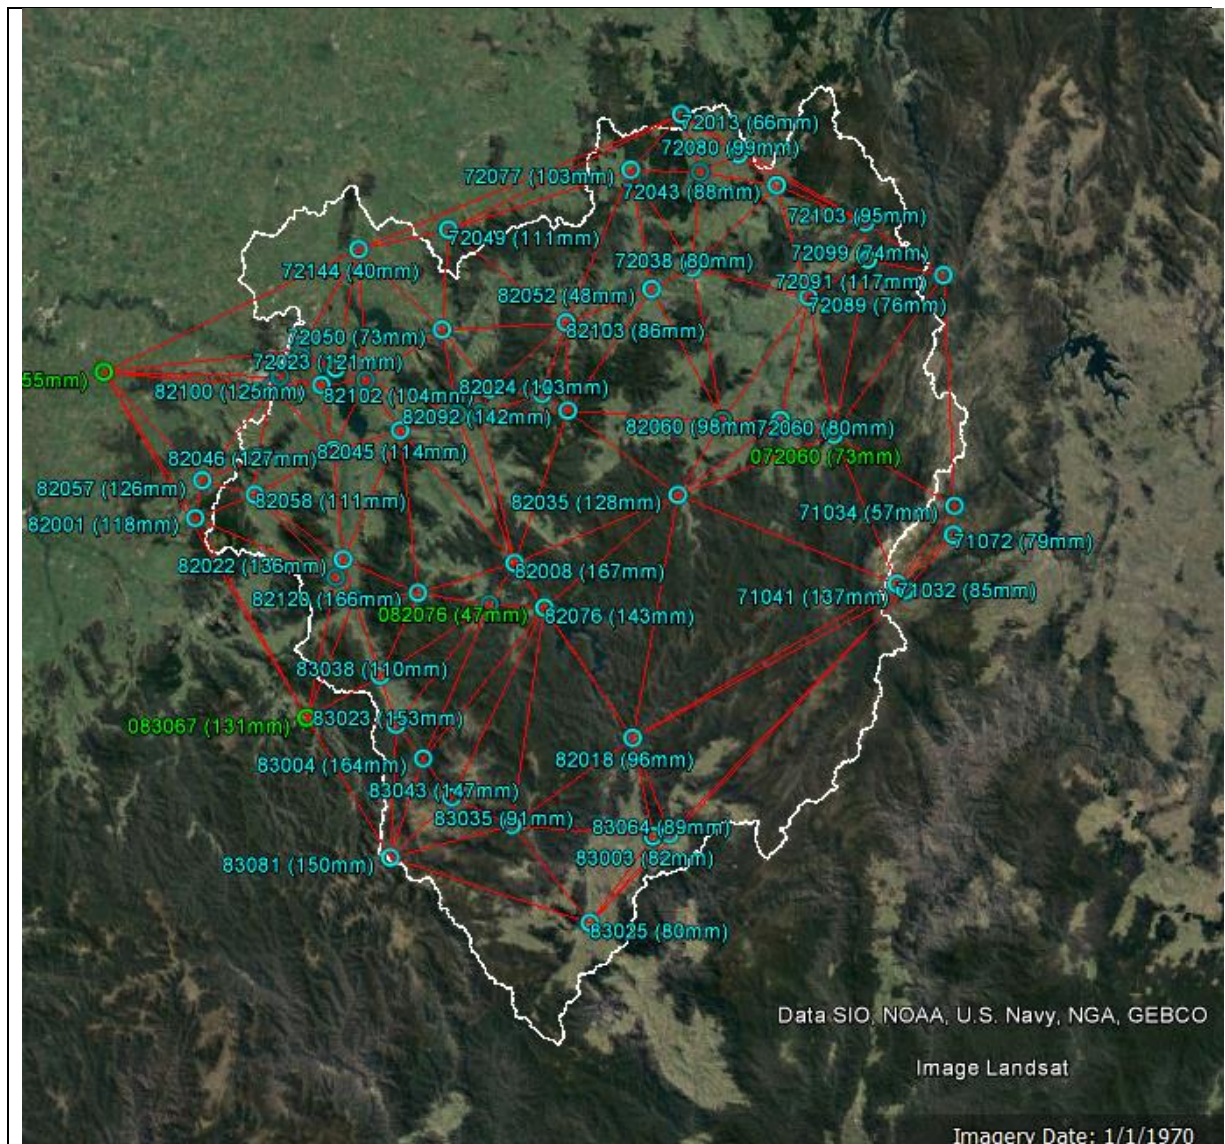 72013 (66mm)
72080 (99mm)
72077 (103mm)
72043 (88mm)
72103 (95mm)
72049 (111mm)
72099 (74mm)
72144 (40mm)
72038 (80mm)
72091 (117mm)
82052 (48mm)
72089 (76mm)
72050 (73mm)
82103 (86mm)
72023 (121mm)
55mm)
82100 (125mm)
82102 (104mm)
82024 (103mm)
82092 (142mm)
82060 (98mm)
72060 (80mm)
82045 (114mm)
072060 (73mm)
82046 (127mm)
82057 (126mm)
82058 (111mm)
82035 (128mm)
71034 (57mm)
82001 (118mm)
71072 (79mm)
82022 (136mm)
82008 (167mm)
(166mm)
71041 (137mm)
71032 (85mm)
082076 (47mm)
82076 (143mm)
83038 (110mm)
083067 (131mm)
83023 (153mm)
82018 (96mm)
83004 (164mm)
83043 (147mm)
83035 (91mm)
83064 (89mm)
83003 (82mm)
83081 (150mm)
83025 (80mm)
Data SIO, NOAA, U.S. Navy, NGA, GEBCO
Image Landsat
Imagery Date: 1/1/1970